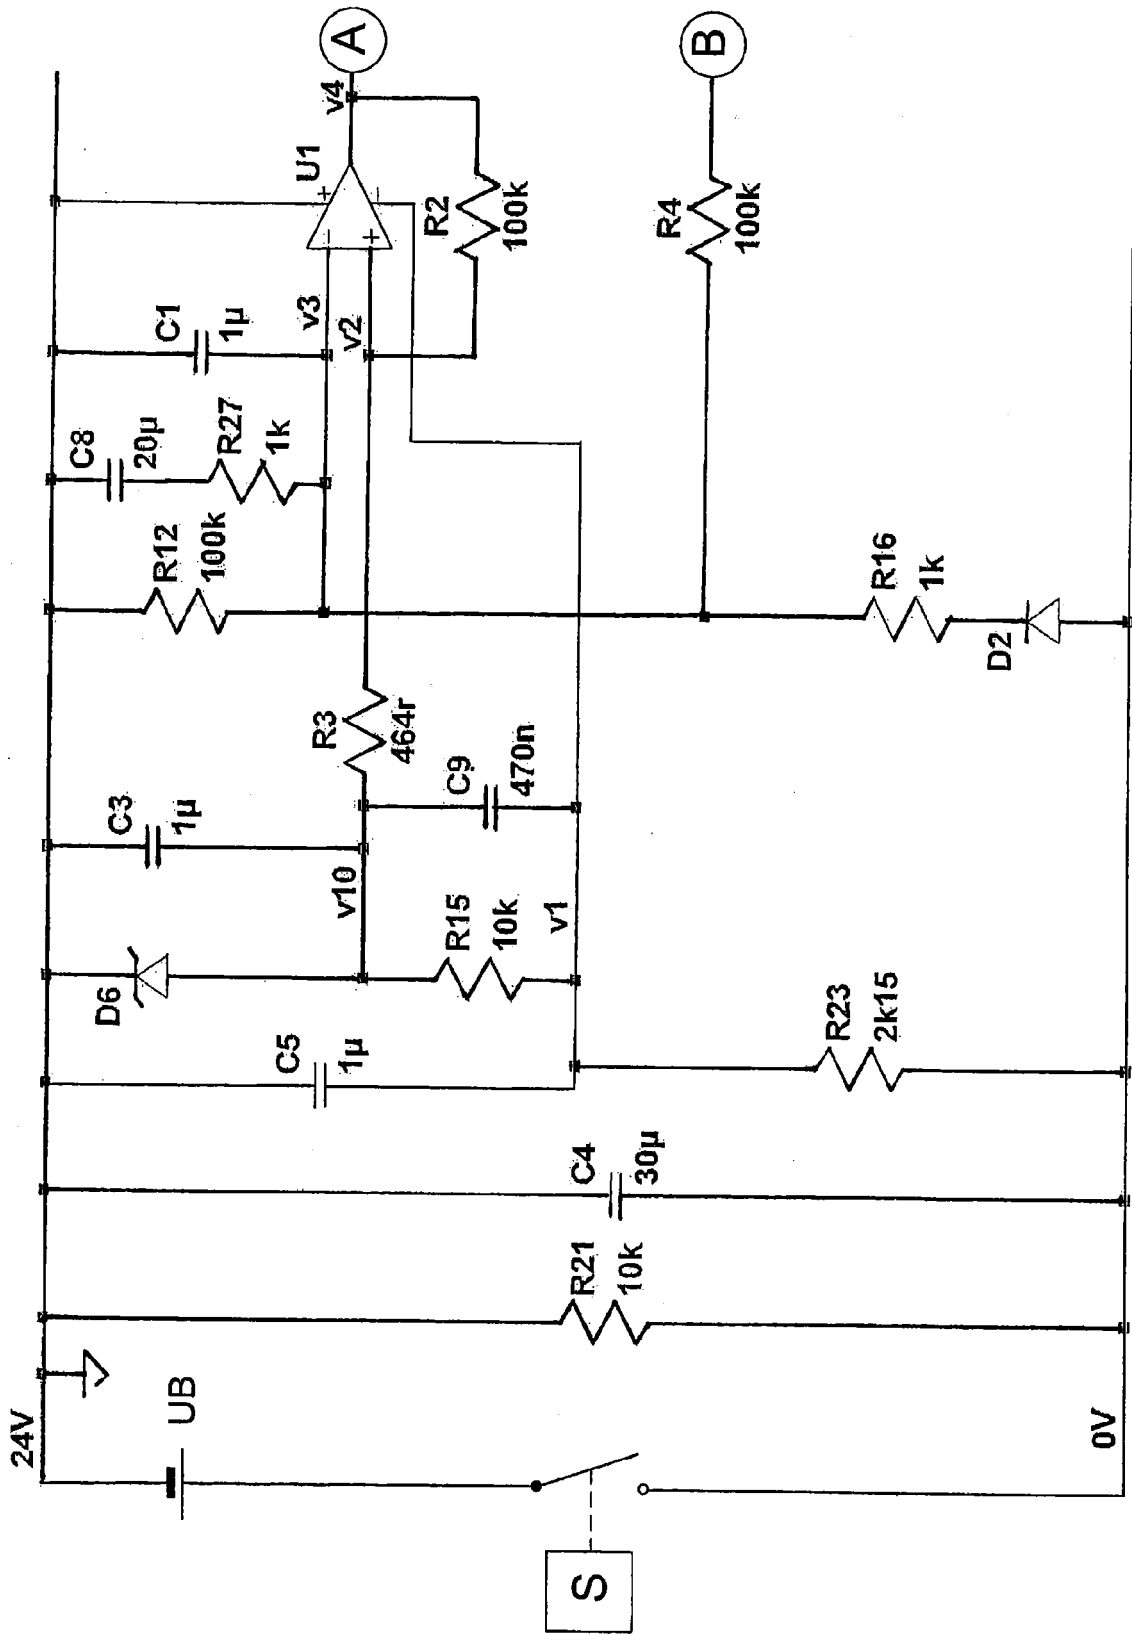 24V
UB
S
0V
R21
10k
C4
30µ
C5
1µ
R23
2k15
D6
C3
1µ
v10
R15
10k
v1
C9
470n
R3
464r
R12
100k
C8
20µ
R27
1k
C1
1µ
v3
v2
R16
1k
D2
U1
+
−
−
+
v4
R2
100k
R4
100k
A
B